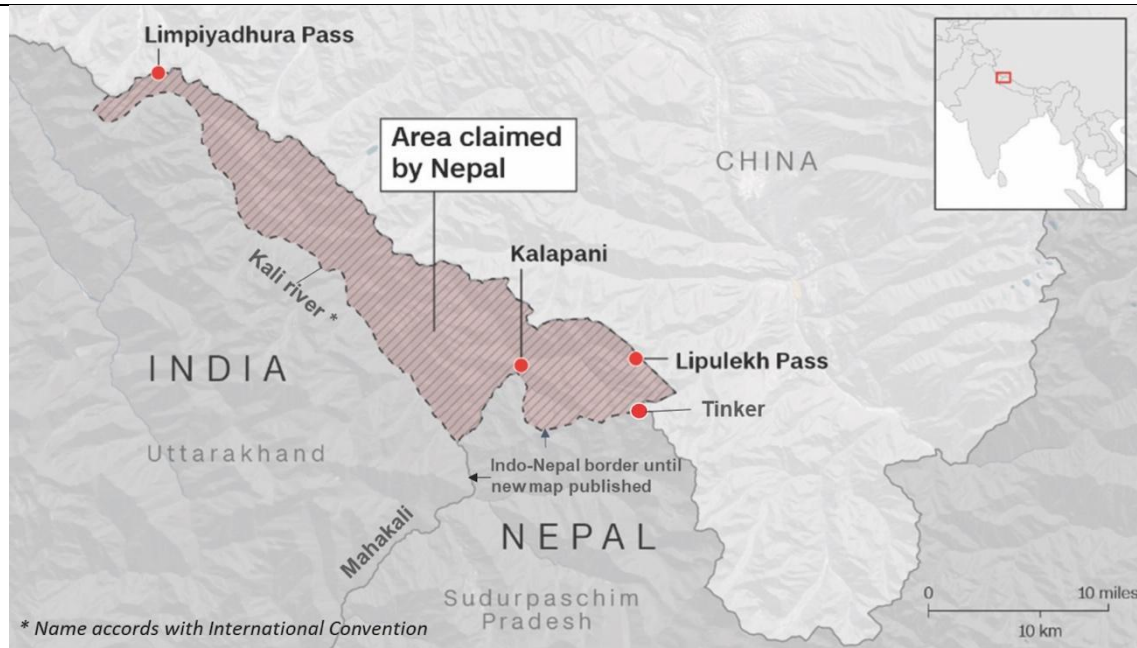 Limpiyadhura Pass
Area claimed
by Nepal
CHINA
Kalapani
Kali river *
INDIA
Lipulekh Pass
Tinker
Uttarakhand
Indo-Nepal border until
new map published
NEPAL
Mahakali
Sudurpaschim
Pradesh
0 10 miles
10 km
* Name accords with International Convention